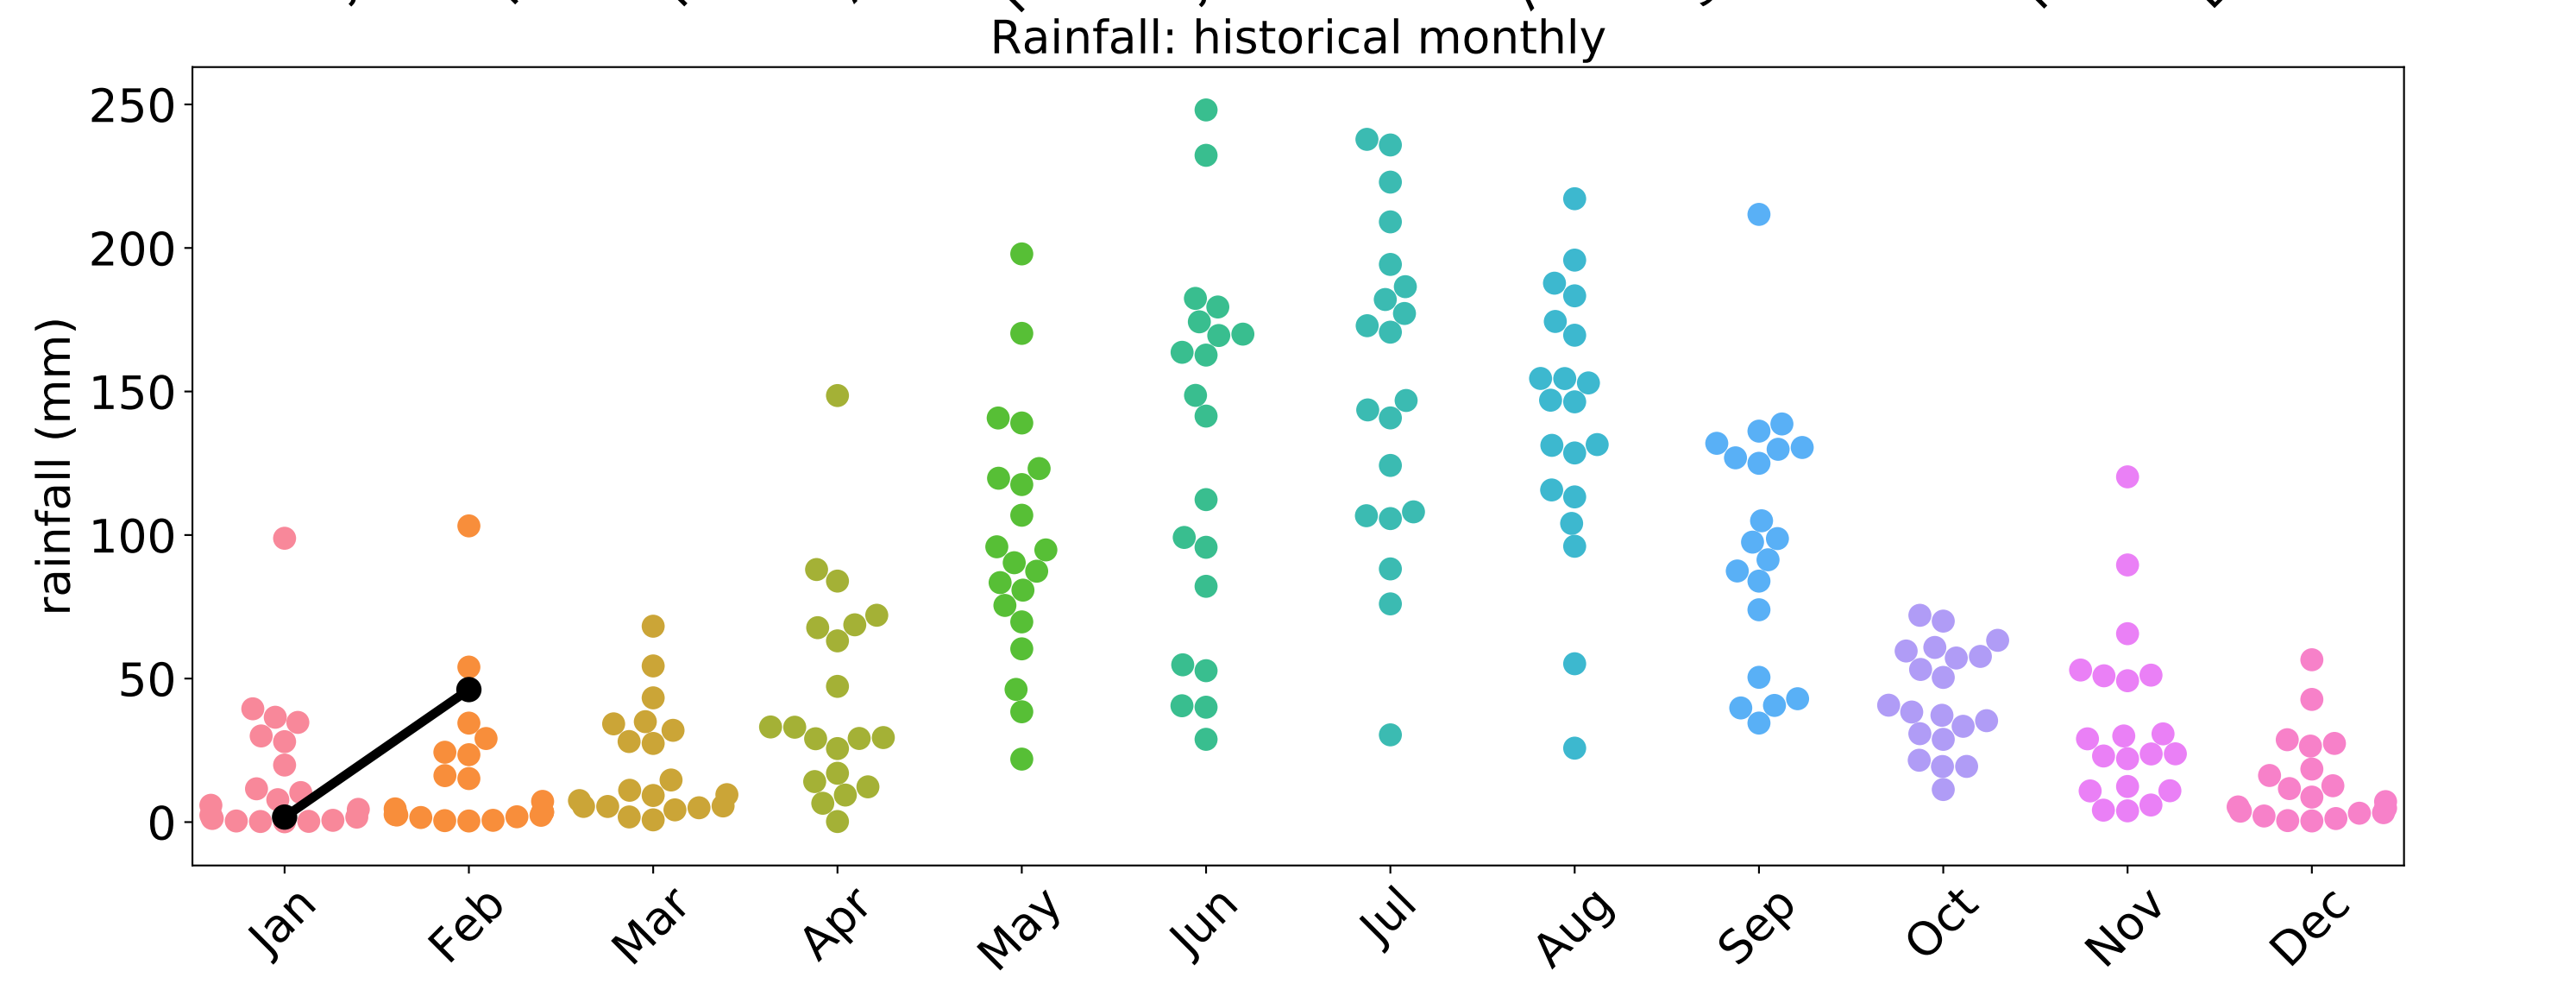 Rainfall: historical monthly
rainfall (mm)
250
200
150
100
50
0
Jan
Feb
Mar
Apr
May
Jun
Jul
Aug
Sep
Oct
Nov
Dec